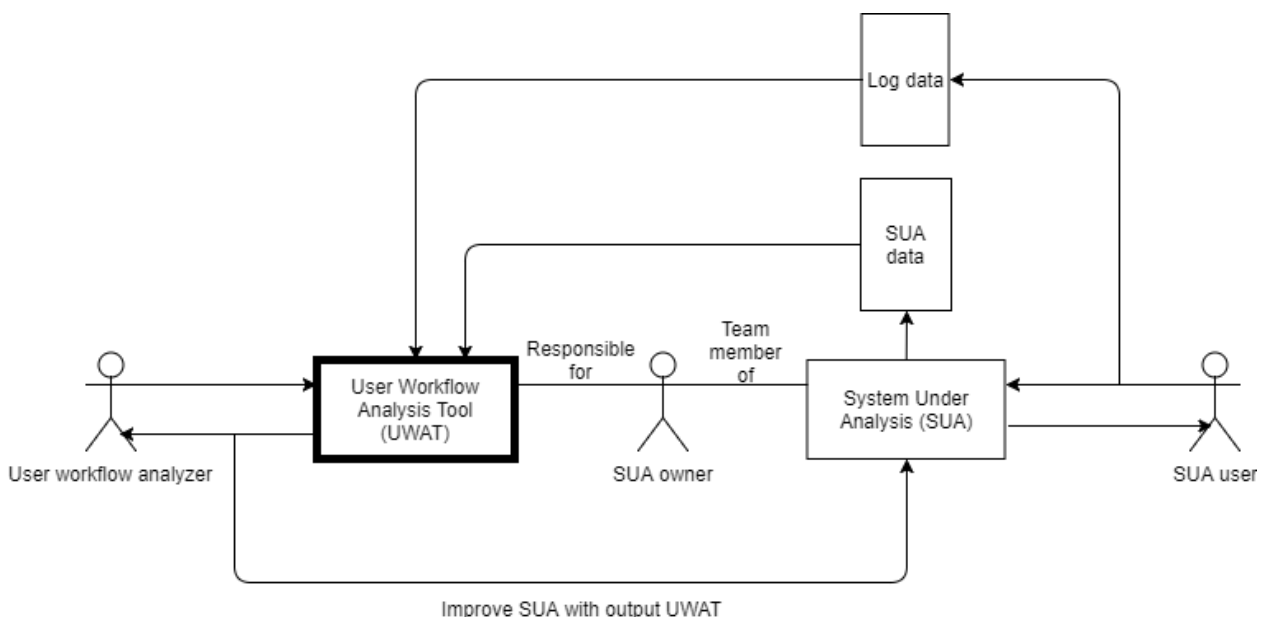 Log data
SUA
data
Responsible
for
Team
member
of
User Workflow
Analysis Tool
(UWAT)
System Under
Analysis (SUA)
User workflow analyzer
SUA owner
SUA user
Improve SUA with output UWAT